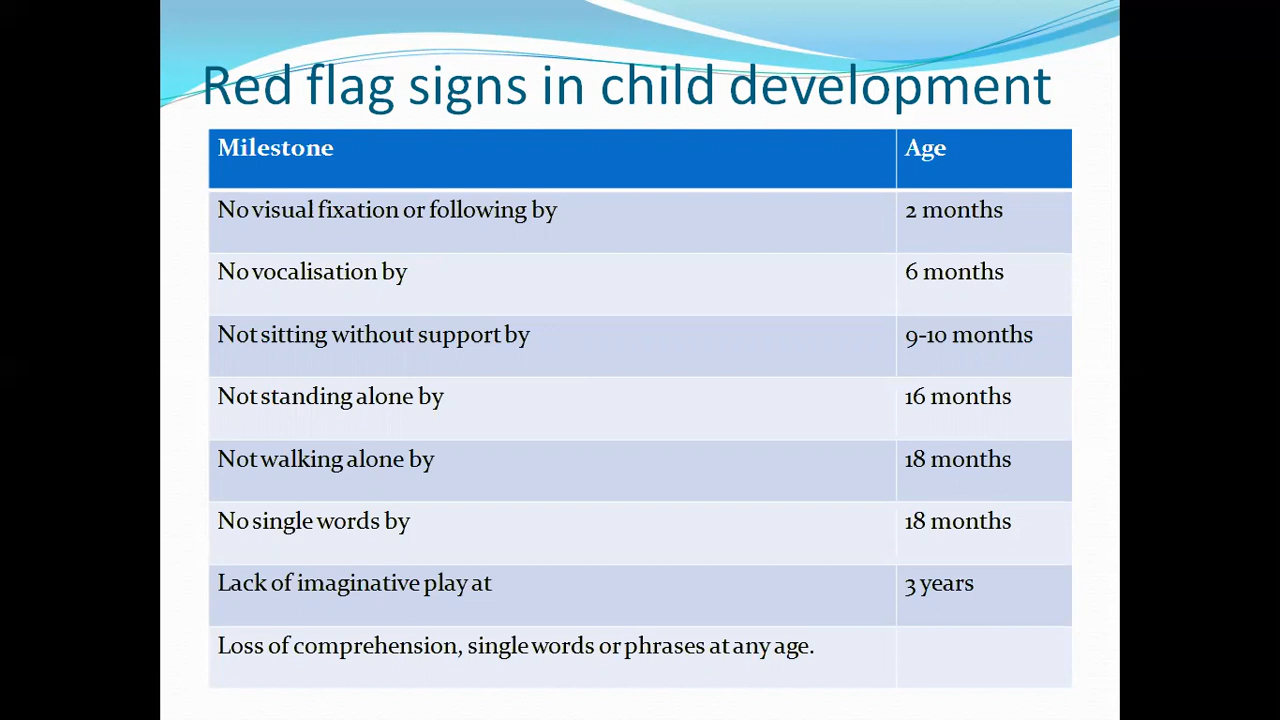 Red flag signs in child development
Milestone Age
No visual fixation or following by 2 months
No vocalisation by 6 months
Not sitting without support by 9-10 months
Not standing alone by 16 months
Not walking alone by 18 months
No single words by 18 months
Lack of imaginative play at 3 years
Loss of comprehension, single words or phrases at any age.